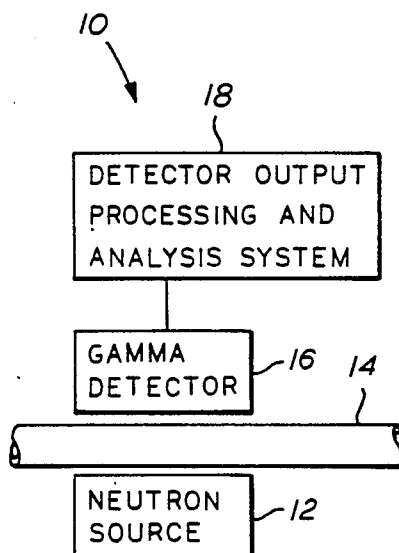 10
18
DETECTOR OUTPUT
PROCESSING AND
ANALYSIS SYSTEM
GAMMA
DETECTOR
16
14
NEUTRON
SOURCE
12